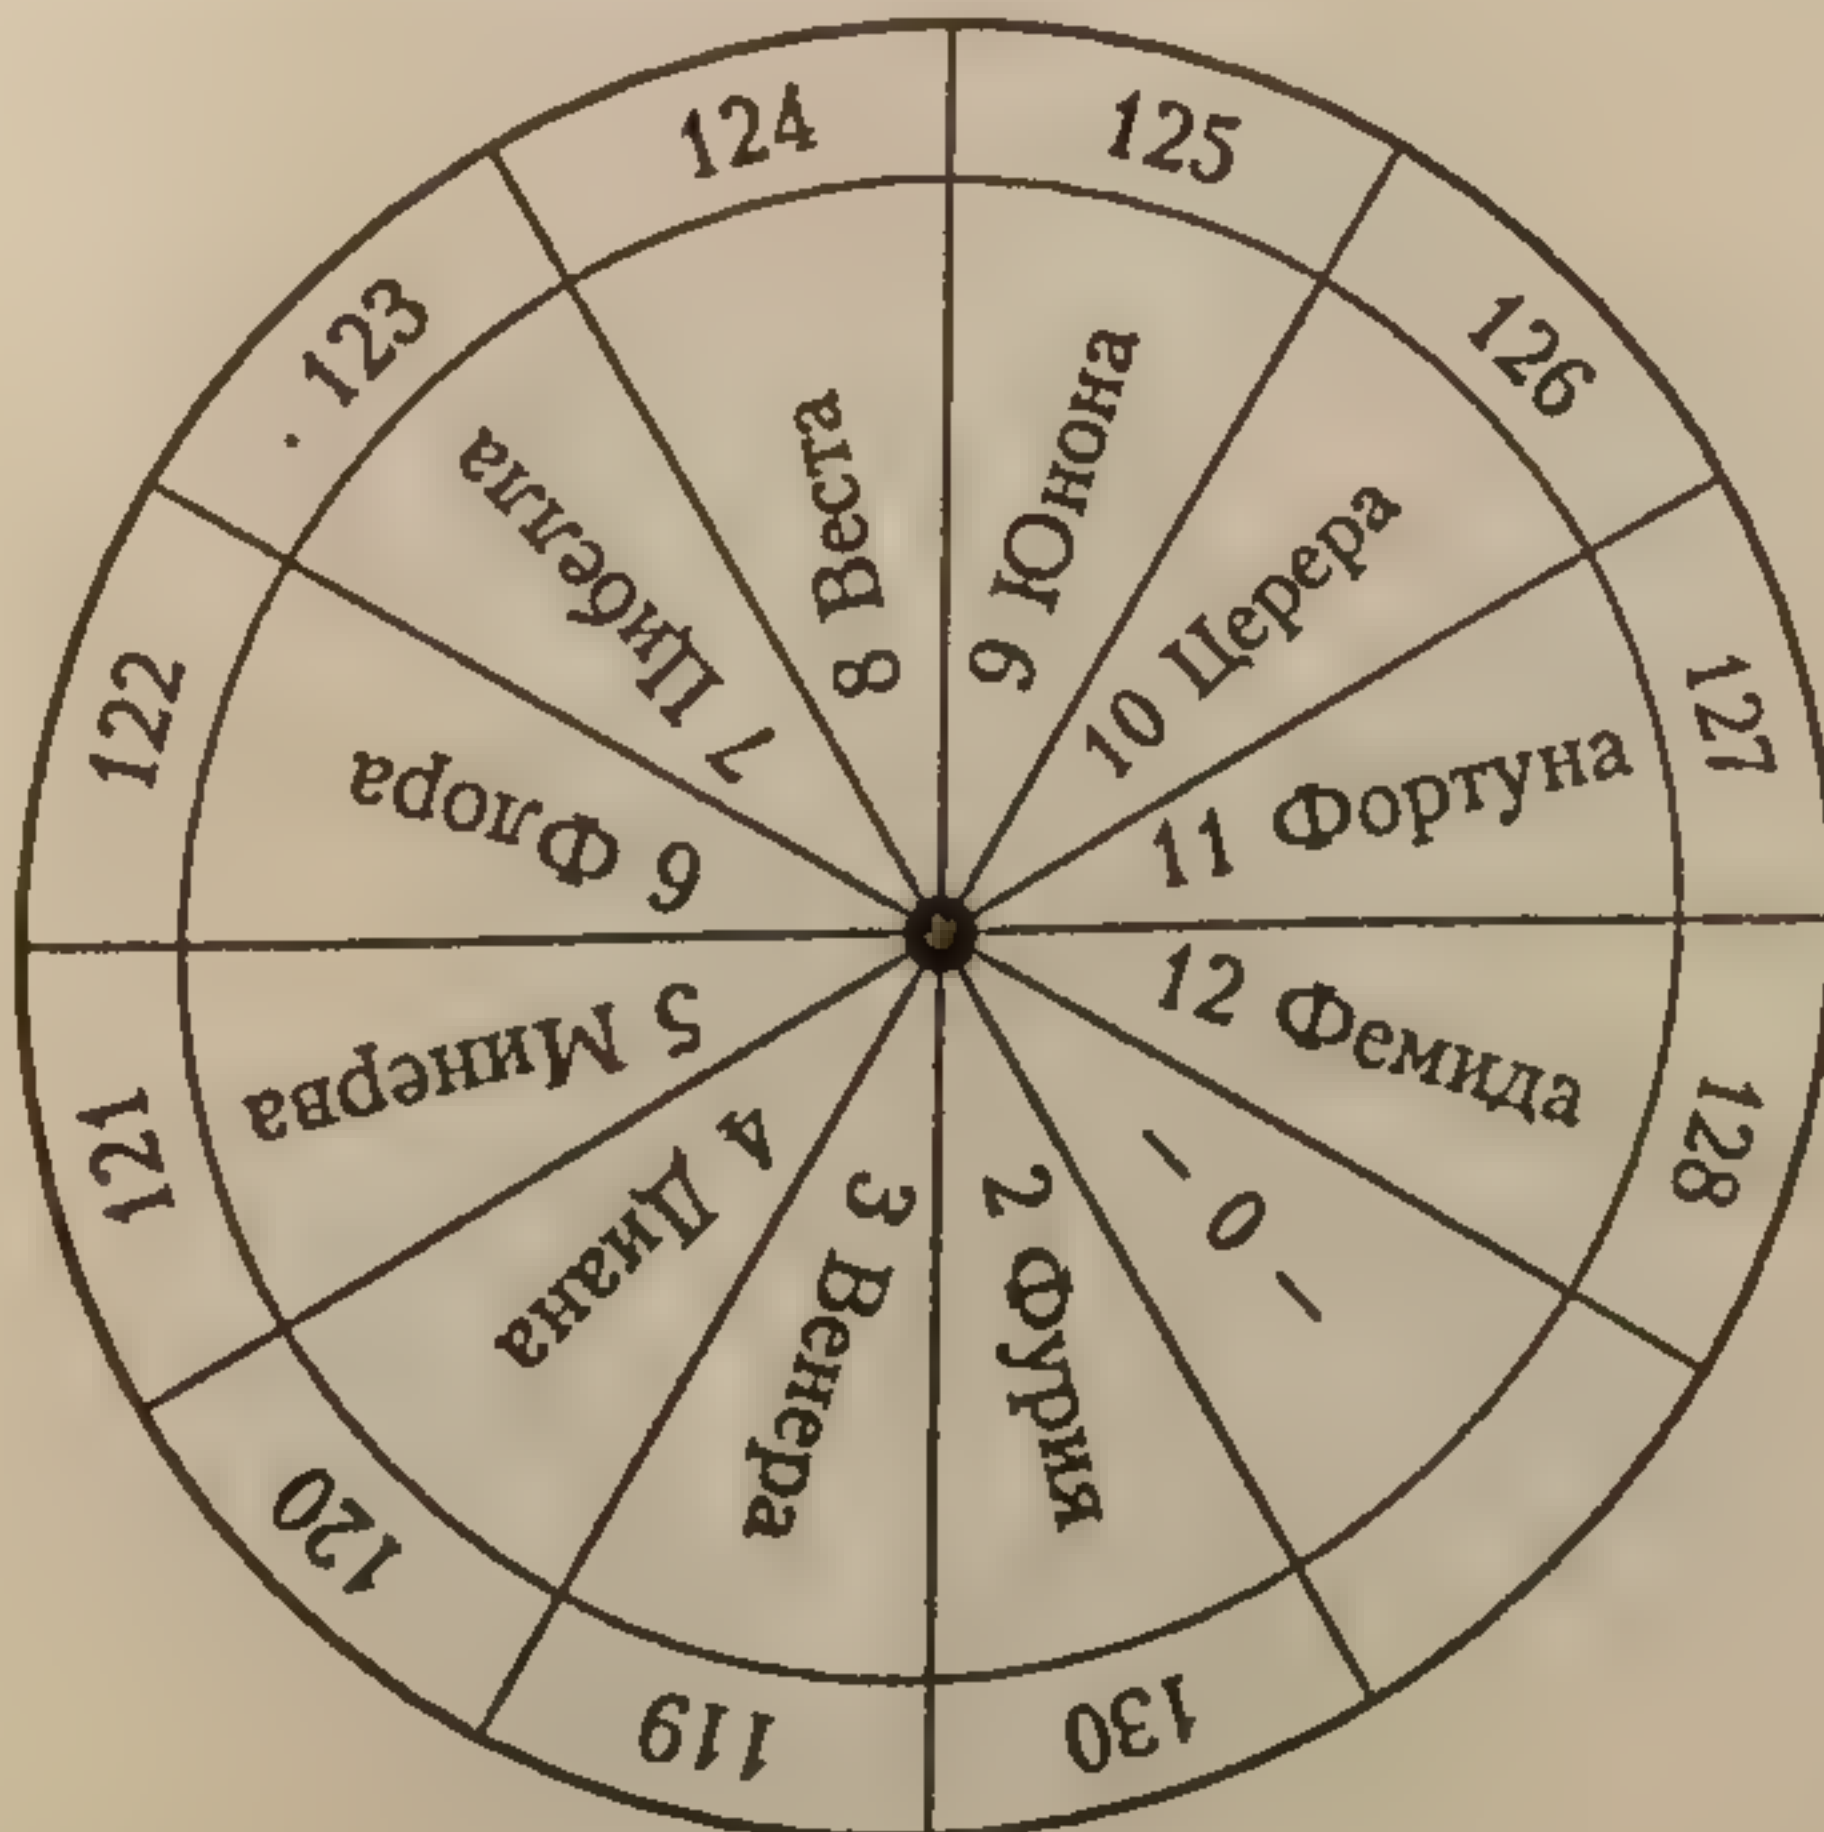 124
125
126
127
128
130
119
120
121
122
123
8 Веста
9 Юнона
10 Церера
11 Фортуна
12 Фемида
– 0 –
2 Фурия
3 Венера
4 Диана
5 Минерва
6 Флора
7 Цибелла